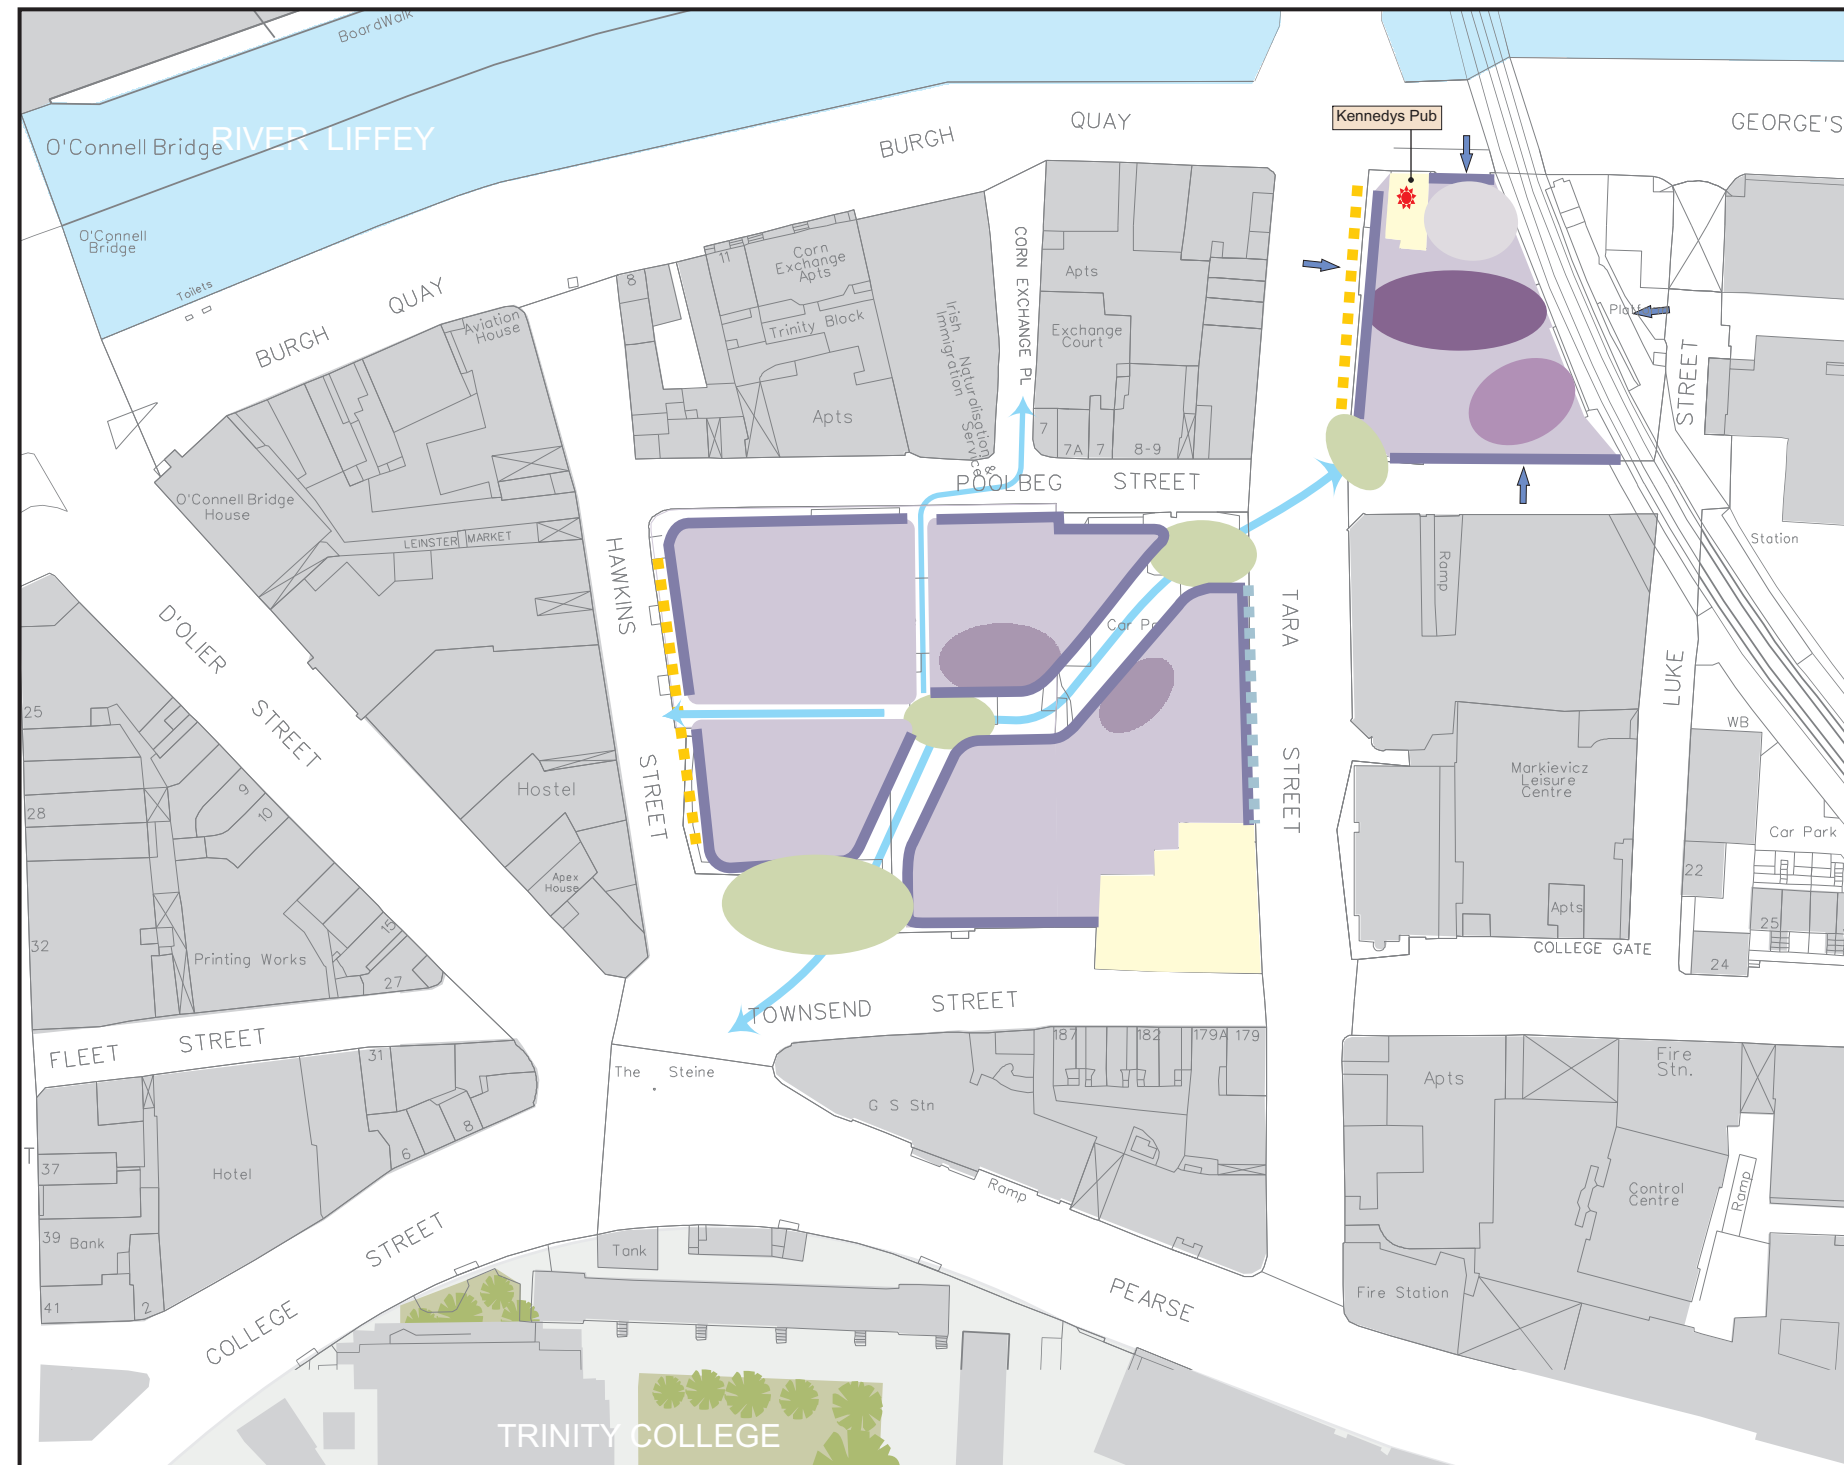 BoardWalk
RIVER LIFFEY
O'Connell Bridge
O'Connell
Bridge
Toilets
BURGH
QUAY
BURGH
QUAY
GEORGE'S
Kennedys Pub
Aviation
House
8
11
Corn
Exchange
Apts
Trinity Block
Apts
Irish
Immigration
Naturalisation &
Service
CORN EXCHANGE PL
Apts
Exchange
Court
7
7A
7
8-9
POOLBEG
STREET
Platf
STREET
Station
O'Connell Bridge
House
LEINSTER MARKET
HAWKINS
STREET
D'OLIER
STREET
Car Pa
TARA
STREET
Ramp
LUKE
WB
Markievicz
Leisure
Centre
Car Park
22
25
24
Apts
COLLEGE GATE
Hostel
Apex
House
25
28
32
9
10
15
27
Printing Works
FLEET
STREET
TOWNSEND
STREET
The Steine
187
182
179A
179
G S Stn
Ramp
Apts
Fire
Stn.
Control
Centre
Ramp
Fire Station
31
6
8
T
37
39
Bank
41
2
Hotel
COLLEGE
STREET
Tank
PEARSE
TRINITY COLLEGE